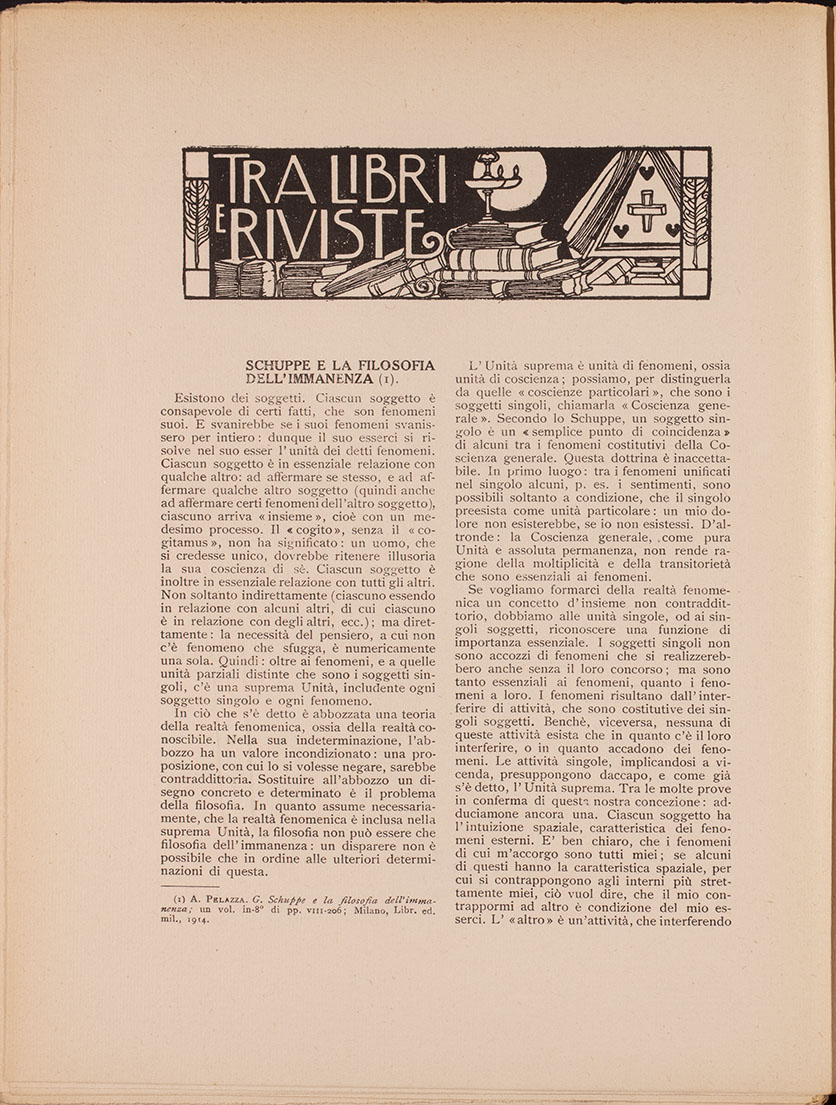 TRA LIBRI
E RIVISTE
SCHUPPE E LA FILOSOFIA
DELL'IMMANENZA (1).
Esistono dei soggetti. Ciascun soggetto è
consapevole di certi fatti, che son fenomeni
suoi. E svanirebbe se i suoi fenomeni svanis-
sero per intiero: dunque il suo esserci si ri-
solve nel suo esser l'unità dei detti fenomeni.
Ciascun soggetto è in essenziale relazione con
qualche altro: ad affermare se stesso, e ad af-
fermare qualche altro soggetto (quindi anche
ad affermare certi fenomeni dell'altro soggetto),
ciascuno arriva «insieme», cioè con un me-
desimo processo. Il «cogito», senza il «co-
gitamus», non ha significato: un uomo, che
si credesse unico, dovrebbe ritenere illusoria
la sua coscienza di sè. Ciascun soggetto è
inoltre in essenziale relazione con tutti gli altri.
Non soltanto indirettamente (ciascuno essendo
in relazione con alcuni altri, di cui ciascuno
è in relazione con degli altri, ecc.); ma diret-
tamente: la necessità del pensiero, a cui non
c'è fenomeno che sfugga, è numericamente
una sola. Quindi: oltre ai fenomeni, e a quelle
unità parziali distinte che sono i soggetti sin-
goli, c'è una suprema Unità, includente ogni
soggetto singolo e ogni fenomeno.
In ciò che s'è detto è abbozzata una teoria
della realtà fenomenica, ossia della realtà co-
noscibile. Nella sua indeterminazione, l'ab-
bozzo ha un valore incondizionato: una pro-
posizione, con cui lo si volesse negare, sarebbe
contraddittoria. Sostituire all'abbozzo un di-
segno concreto e determinato è il problema
della filosofia. In quanto assume necessaria-
mente, che la realtà fenomenica è inclusa nella
suprema Unità, la filosofia non può essere che
filosofia dell'immanenza: un disparere non è
possibile che in ordine alle ulteriori determi-
nazioni di questa.
(1) A. PELAZZA. G. Schuppe e la filosofia dell'imma-
nenza; un vol. in-8° di pp. VIII-206; Milano, Libr. ed.
mil., 1914.
L'Unità suprema è unità di fenomeni, ossia
unità di coscienza; possiamo, per distinguerla
da quelle «coscienze particolari», che sono i
soggetti singoli, chiamarla «Coscienza gene-
rale». Secondo lo Schuppe, un soggetto sin-
golo è un «semplice punto di coincidenza»
di alcuni tra i fenomeni costitutivi della Co-
scienza generale. Questa dottrina è inaccetta-
bile. In primo luogo: tra i fenomeni unificati
nel singolo alcuni, p. es. i sentimenti, sono
possibili soltanto a condizione, che il singolo
preesista come unità particolare: un mio do-
lore non esisterebbe, se io non esistessi. D'al-
tronde: la Coscienza generale, come pura
Unità e assoluta permanenza, non rende ra-
gione della moltiplicità e della transitorietà
che sono essenziali ai fenomeni.
Se vogliamo formarci della realtà fenome-
nica un concetto d'insieme non contraddit-
torio, dobbiamo alle unità singole, od ai sin-
goli soggetti, riconoscere una funzione di
importanza essenziale. I soggetti singoli non
sono accozzi di fenomeni che si realizzereb-
bero anche senza il loro concorso; ma sono
tanto essenziali ai fenomeni, quanto i feno-
meni a loro. I fenomeni risultano dall'inter-
ferire di attività, che sono costitutive dei sin-
goli soggetti. Benchè, viceversa, nessuna di
queste attività esista che in quanto c'è il loro
interferire, o in quanto accadono dei feno-
meni. Le attività singole, implicandosi a vi-
cenda, presuppongono daccapo, e come già
s'è detto, l'Unità suprema. Tra le molte prove
in conferma di questa nostra concezione: ad-
duciamone ancora una. Ciascun soggetto ha
l'intuizione spaziale, caratteristica dei feno-
meni esterni. E' ben chiaro, che i fenomeni
di cui m'accorgo sono tutti miei; se alcuni
di questi hanno la caratteristica spaziale, per
cui si contrappongono agli interni più stret-
tamente miei, ciò vuol dire, che il mio con-
trappormi ad altro è condizione del mio es-
serci. L' «altro» è un'attività, che interferendo